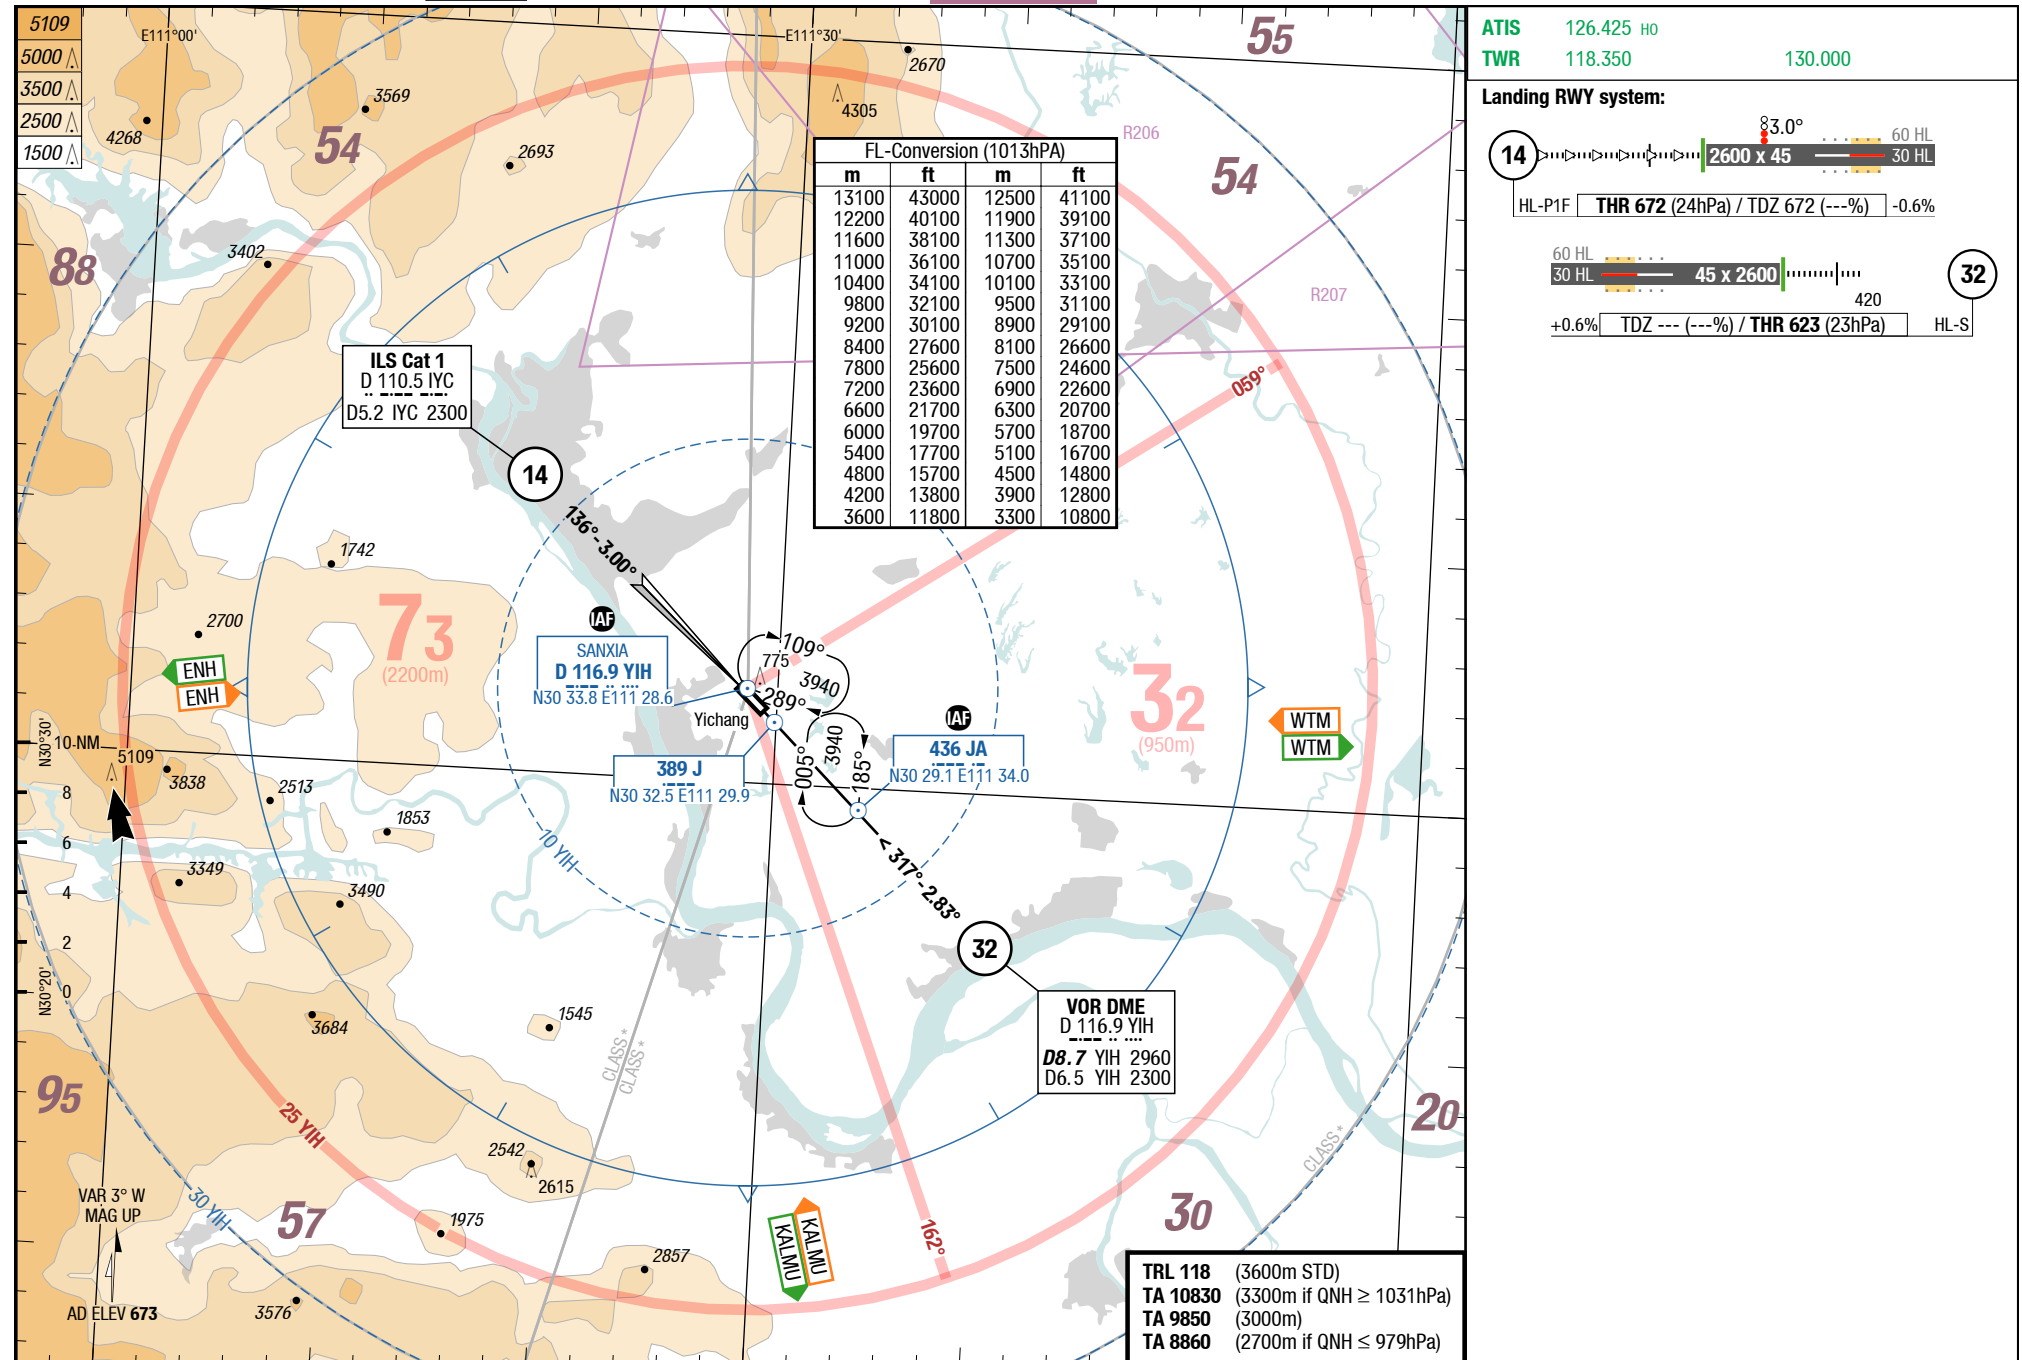 5109
5000
3500
2500
1500
E111°00'
E111°30'
55
2670
4305
3569
54
4268
2693
R206
54
88
3402
R207
059°
FL-Conversion (1013hPA)
m ft m ft
13100 43000 12500 41100
12200 40100 11900 39100
11600 38100 11300 37100
11000 36100 10700 35100
10400 34100 10100 33100
9800 32100 9500 31100
9200 30100 8900 29100
8400 27600 8100 26600
7800 25600 7500 24600
7200 23600 6900 22600
6600 21700 6300 20700
6000 19700 5700 18700
5400 17700 5100 16700
4800 15700 4500 14800
4200 13800 3900 12800
3600 11800 3300 10800
ILS Cat 1
D 110.5 IYC
D5.2 IYC 2300
14
136°-3.00°
1742
2700
73
(2200m)
ENH
ENH
IAF
SANXIA
D 116.9 YIH
N30 33.8 E111 28.6
109°
775
3940
289°
Yichang
389 J
N30 32.5 E111 29.9
005°
3940
185°
IAF
436 JA
N30 29.1 E111 34.0
32
(950m)
WTM
WTM
N30°30'
10-NM
8
6
4
2
0
N30°20'
5109
3838
2513
1853
3349
3490
10 YIH
< 317°-2.83°
32
VOR DME
D 116.9 YIH
D8.7 YIH 2960
D6.5 YIH 2300
3684
1545
CLASS *
CLASS *
95
25 YIH
2542
2615
20
CLASS *
VAR 3° W
MAG UP
30 YIH
57
1975
KALMU
KALMU
162°
30
2857
3576
AD ELEV 673
TRL 118 (3600m STD)
TA 10830 (3300m if QNH ≥ 1031hPa)
TA 9850 (3000m)
TA 8860 (2700m if QNH ≤ 979hPa)
ATIS 126.425 HO
TWR 118.350 130.000
Landing RWY system:
14
3.0°
60 HL
2600 x 45
30 HL
HL-P1F THR 672 (24hPa) / TDZ 672 (---%) -0.6%
60 HL
30 HL
45 x 2600
32
420
+0.6% TDZ --- (---%) / THR 623 (23hPa) HL-S